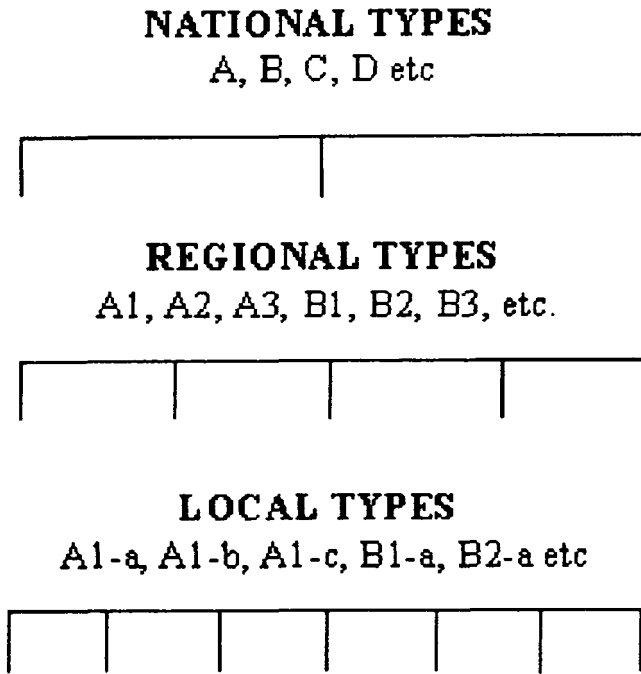 NATIONAL TYPES
A, B, C, D etc
REGIONAL TYPES
A1, A2, A3, B1, B2, B3, etc.
LOCAL TYPES
A1-a, A1-b, A1-c, B1-a, B2-a etc